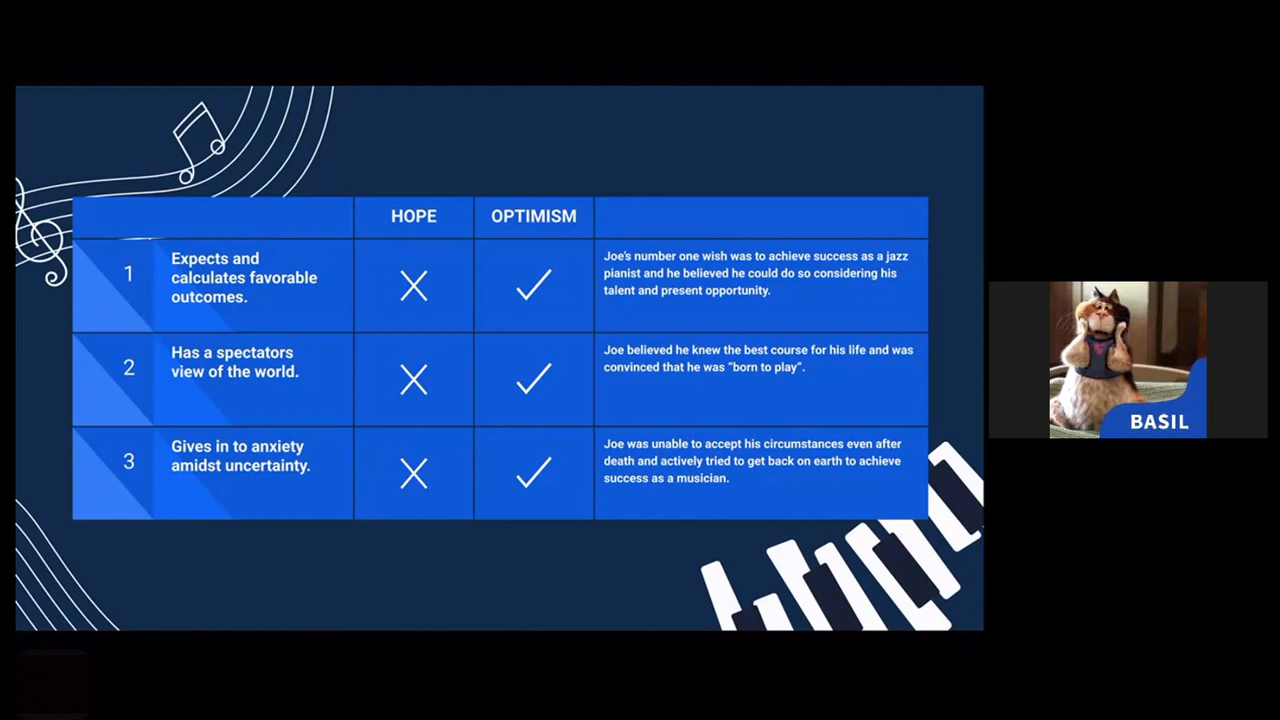 HOPE
OPTIMISM
1
Expects and
calculates favorable
outcomes.
Joe's number one wish was to achieve success as a jazz
pianist and he believed he could do so considering his
talent and present opportunity.
2
Has a spectators
view of the world.
Joe believed he knew the best course for his life and was
convinced that he was “born to play”.
3
Gives in to anxiety
amidst uncertainty.
Joe was unable to accept his circumstances even after
death and actively tried to get back on earth to achieve
success as a musician.
BASIL